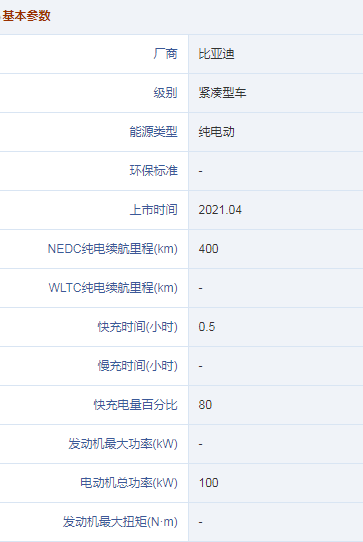 基本参数
厂商 比亚迪
级别 紧凑型车
能源类型 纯电动
环保标准 -
上市时间 2021.04
NEDC纯电续航里程(km) 400
WLTC纯电续航里程(km) -
快充时间(小时) 0.5
慢充时间(小时) -
快充电量百分比 80
发动机最大功率(kW) -
电动机总功率(kW) 100
发动机最大扭矩(N·m) -